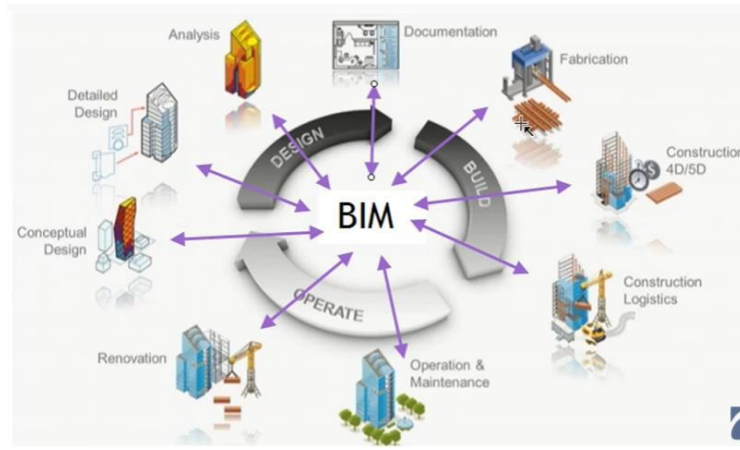 Analysis
Documentation
Fabrication
Detailed
Design
DESIGN
BUILD
Construction
4D/5D
BIM
Conceptual
Design
Construction
Logistics
OPERATE
Renovation
Operation &
Maintenance